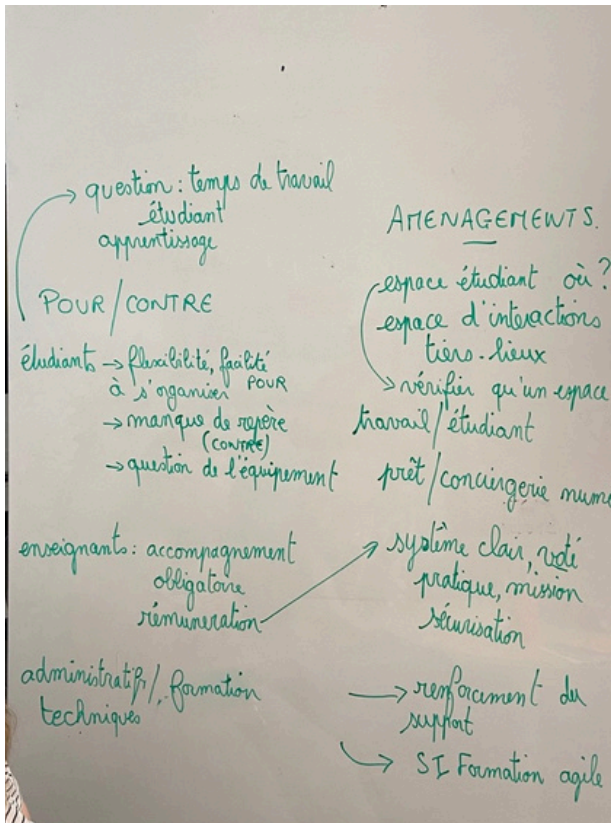 question : temps de travail
étudiant
apprentissage
POUR/CONTRE
étudiants → flexibilité, facilité
à s'organiser POUR
→ manque de repère
(CONTRE)
→ question de l'équipement
enseignants : accompagnement
obligatoire
rémunération
administratifs/formation
techniques
AMENAGEMENTS.
espace étudiant où ?
espace d'interactions
tiers-lieux
→ vérifier qu'un espace
travail/étudiant
prêt/conciergerie
système clair, voté
pratique, mission
sécurisation
→ renforcement du
support
→ SI Formation agile